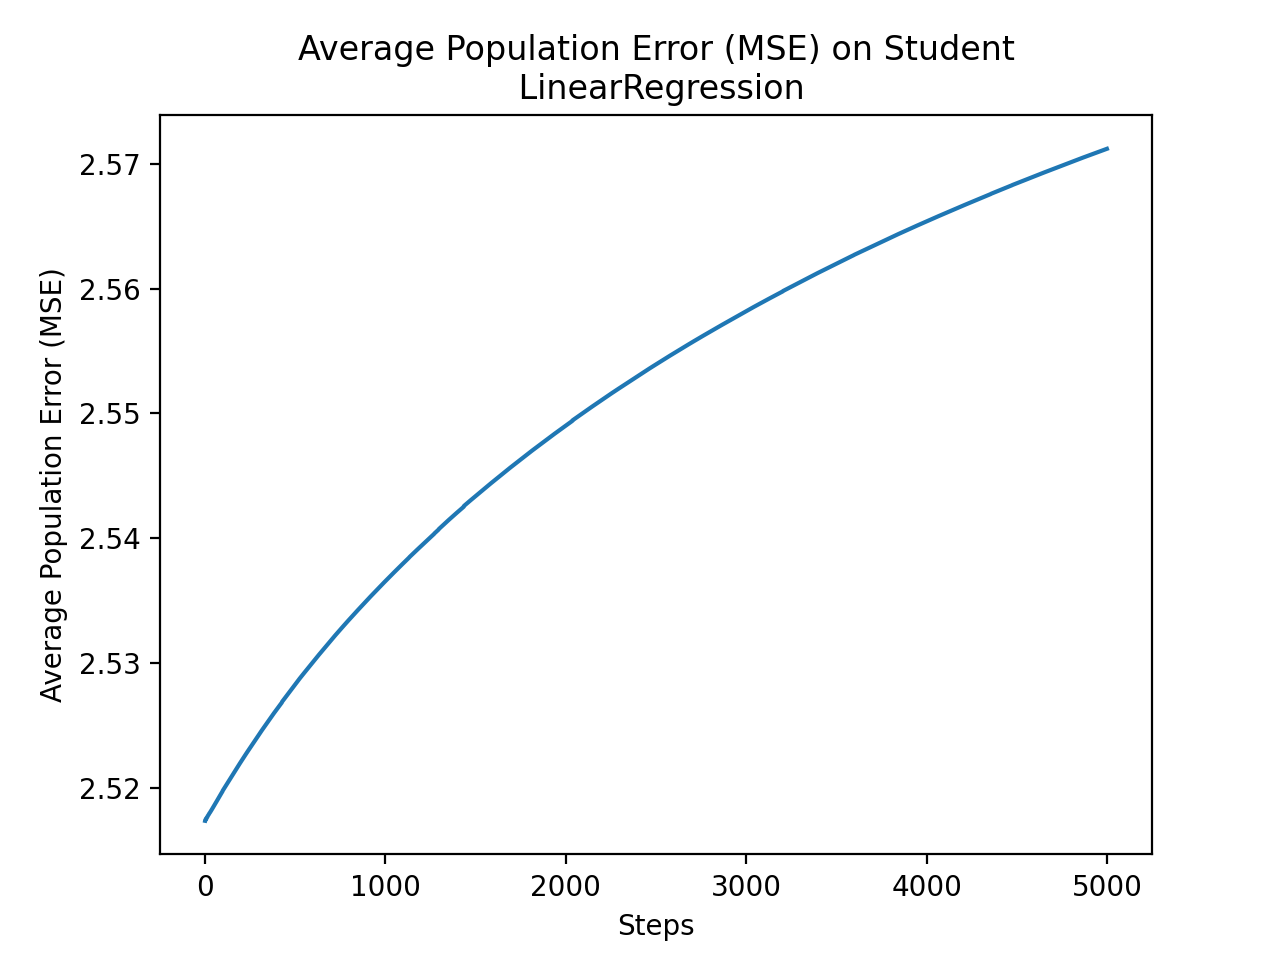 Average Population Error (MSE) on Student
LinearRegression
Average Population Error (MSE)
2.57
2.56
2.55
2.54
2.53
2.52
0 1000 2000 3000 4000 5000
Steps